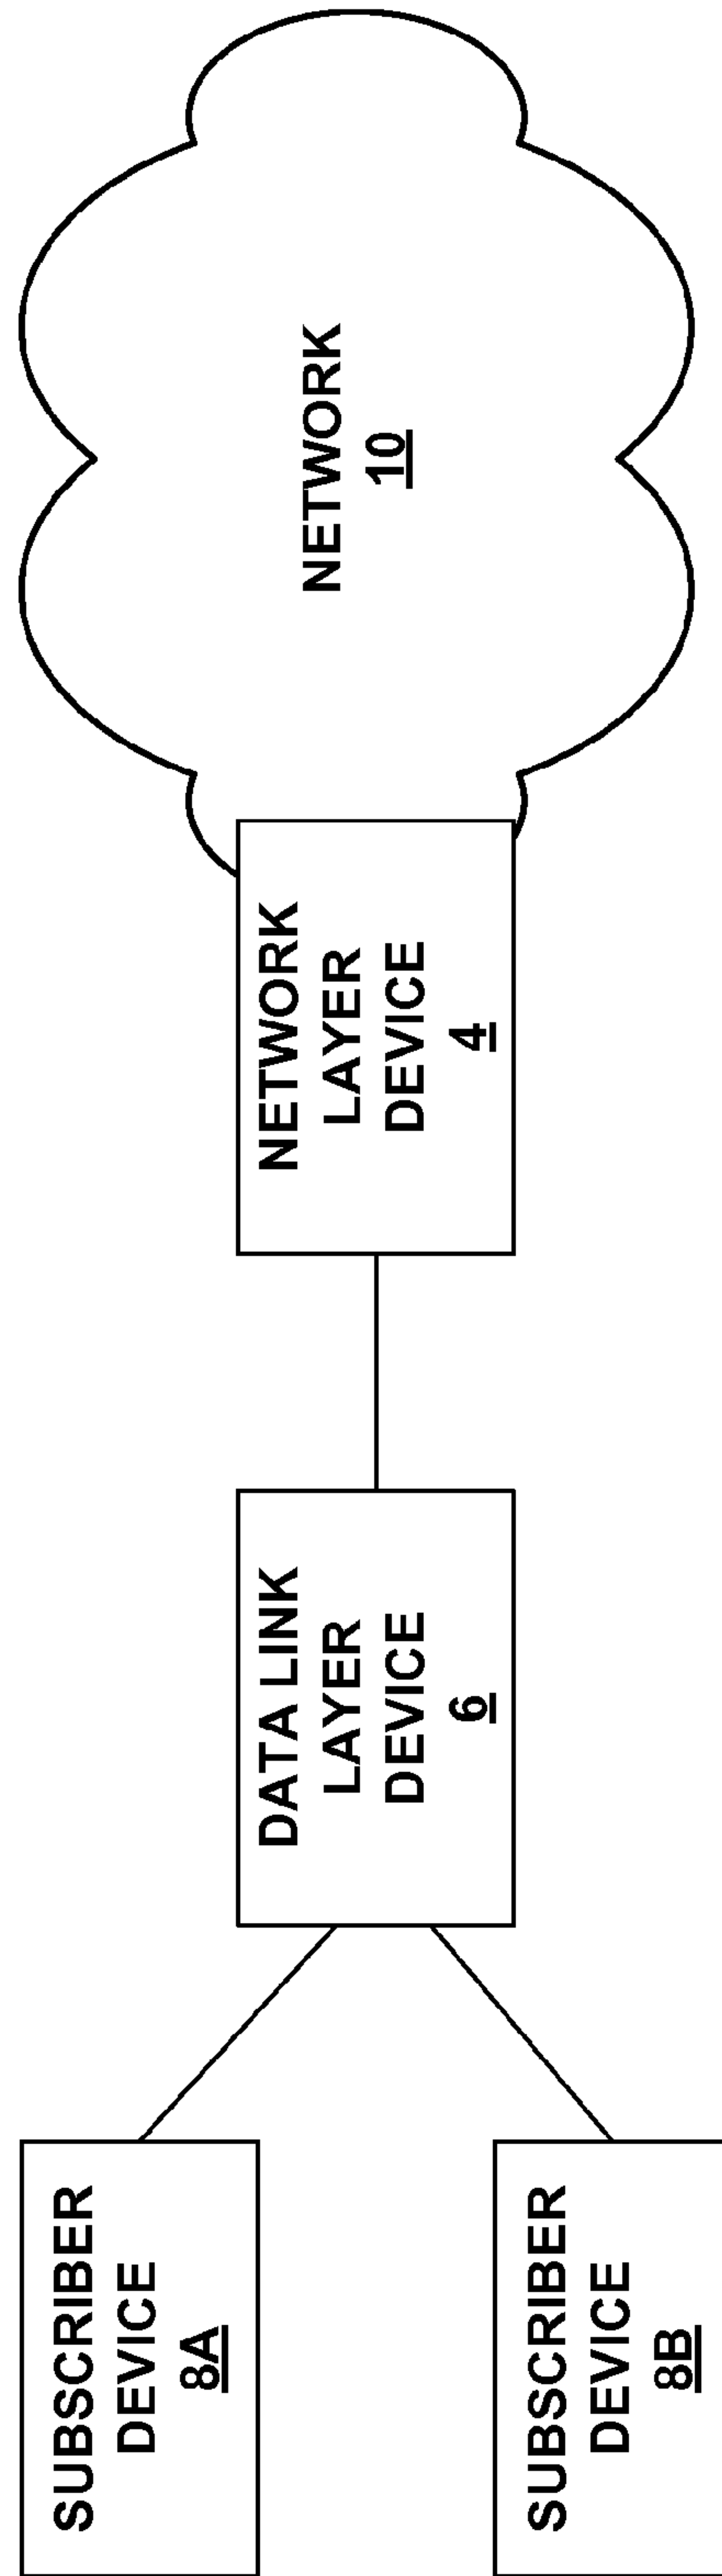 SUBSCRIBER
DEVICE
8A
SUBSCRIBER
DEVICE
8B
DATA LINK
LAYER
DEVICE
6
NETWORK
LAYER
DEVICE
4
NETWORK
10